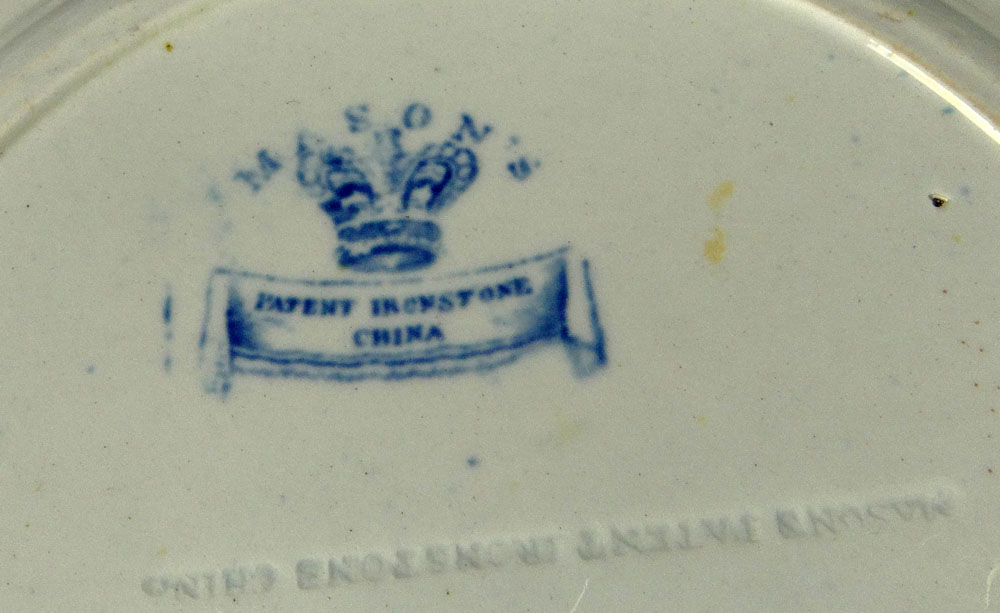 MASON'S
PATENT IRONSTONE
CHINA
MASON'S PATENT IRONSTONE CHINA